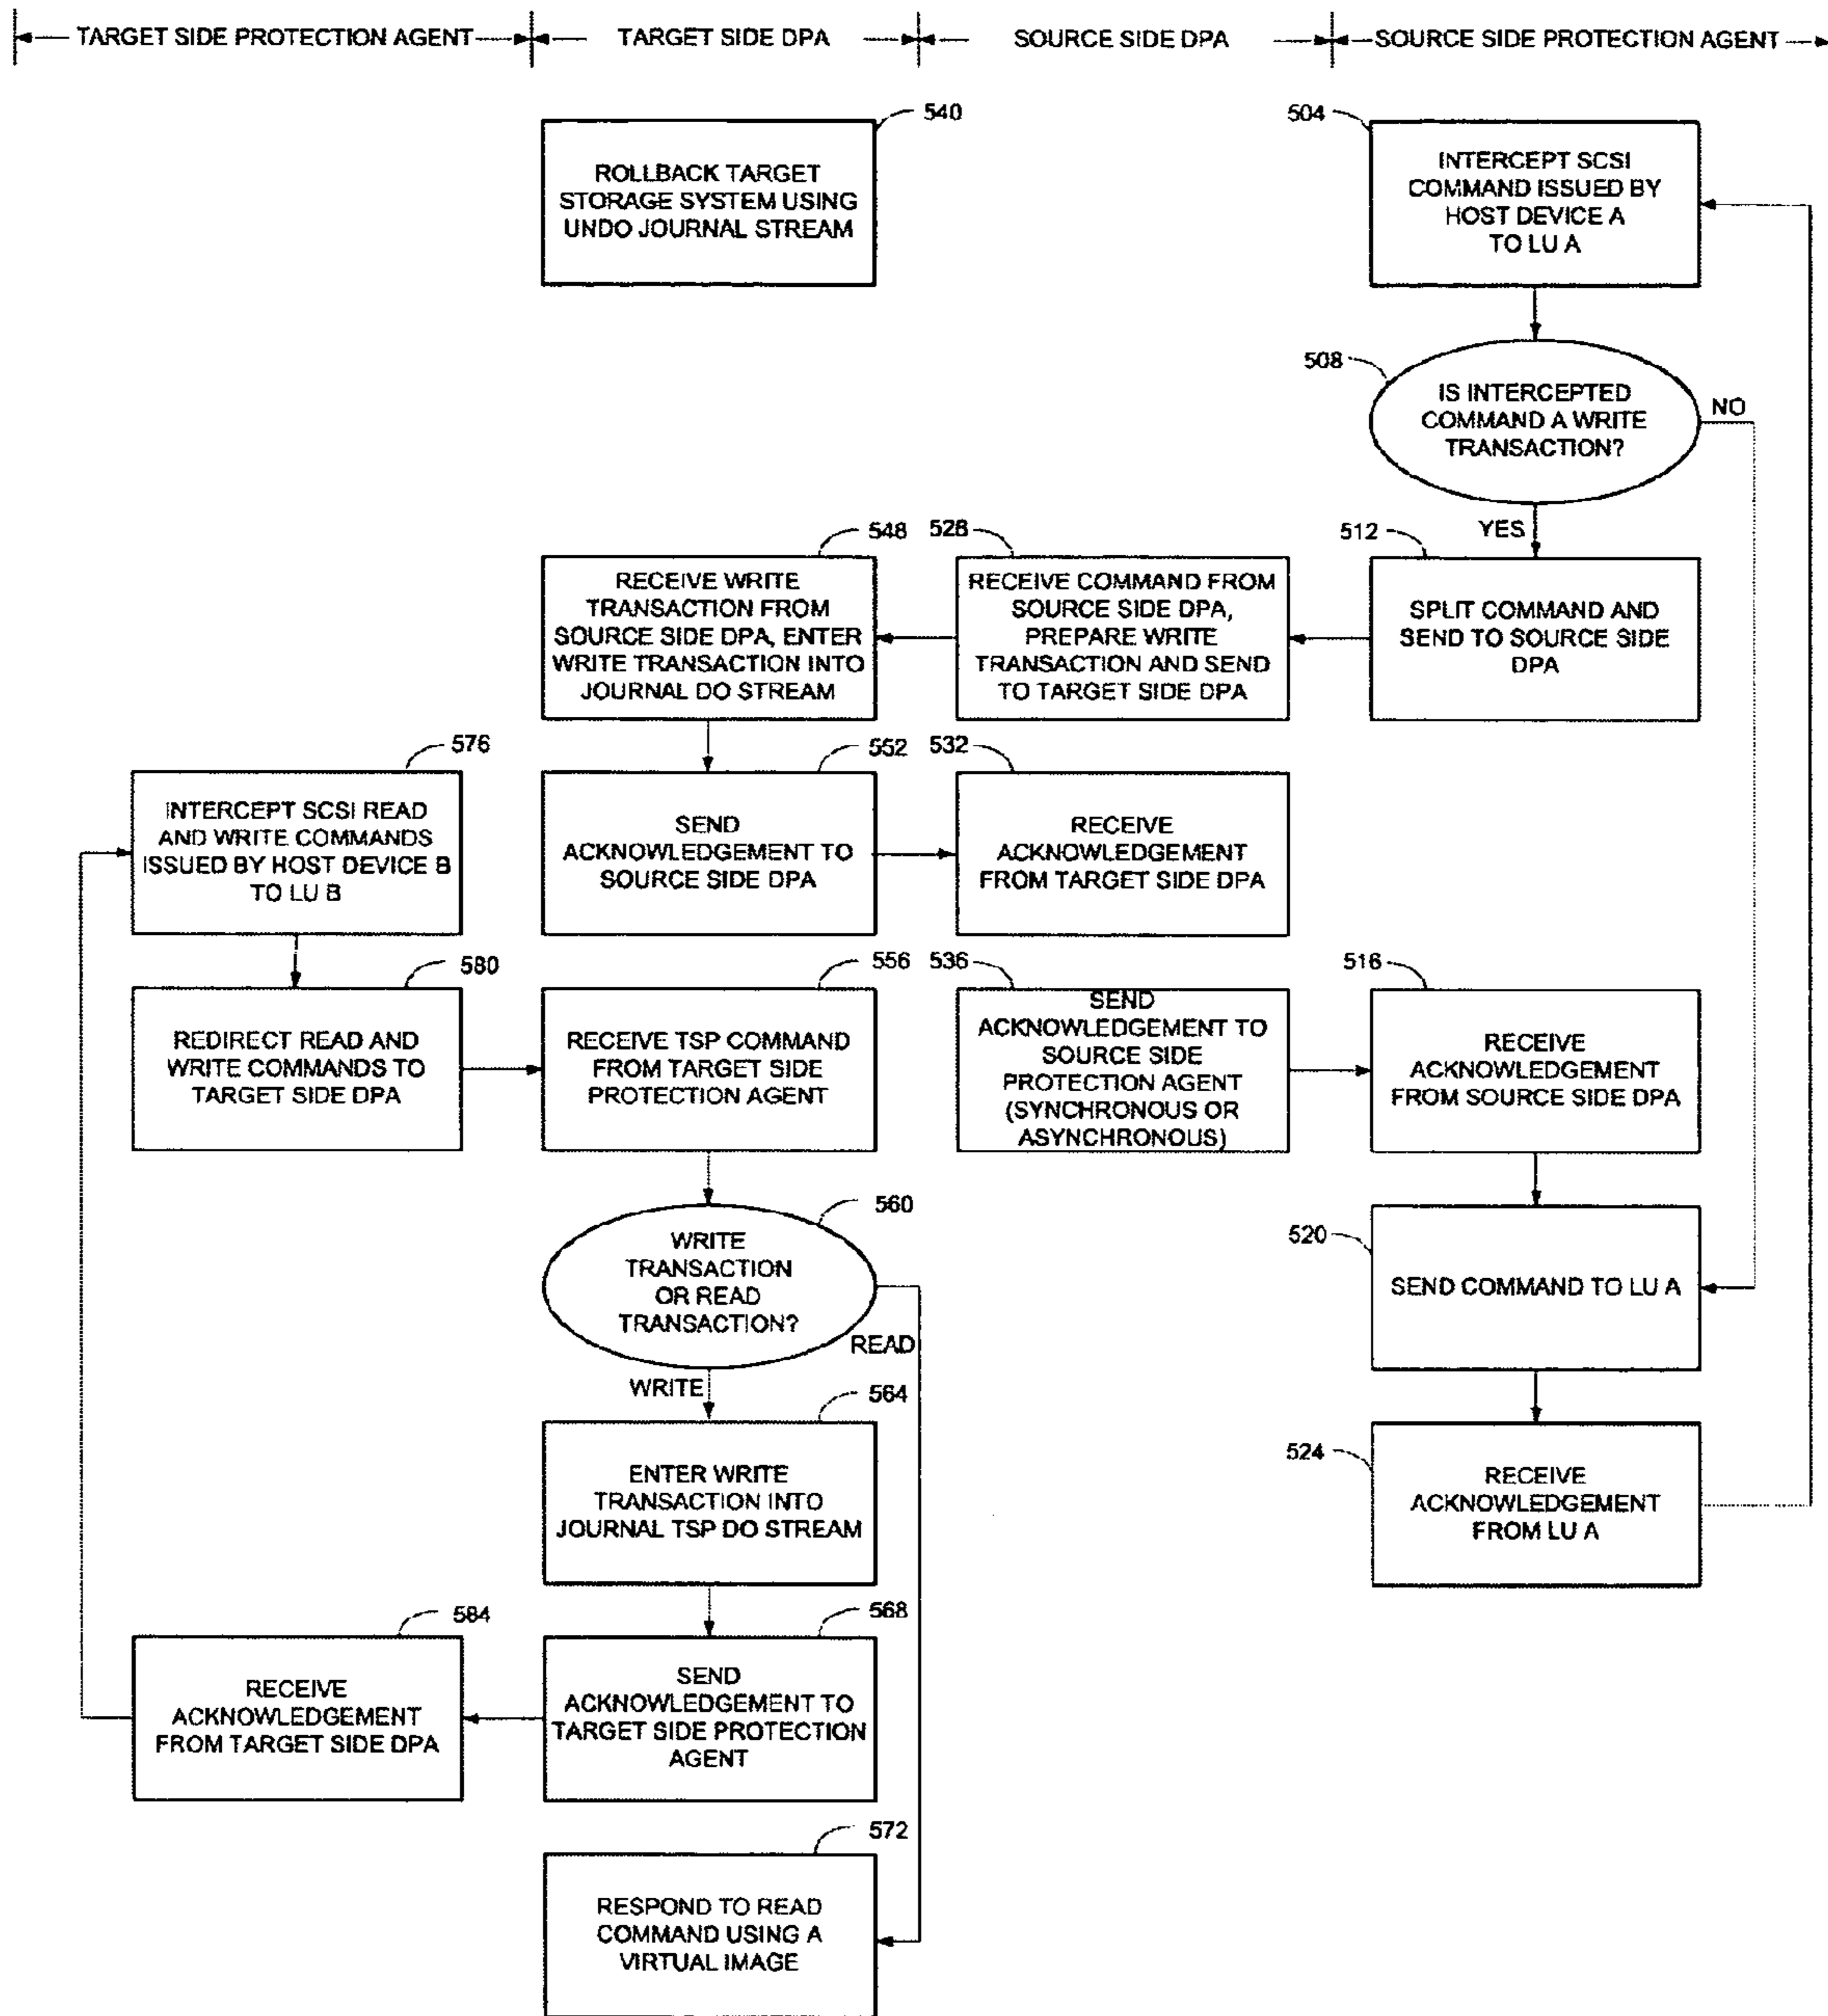 TARGET SIDE PROTECTION AGENT
TARGET SIDE DPA
SOURCE SIDE DPA
SOURCE SIDE PROTECTION AGENT
540
ROLLBACK TARGET
STORAGE SYSTEM USING
UNDO JOURNAL STREAM
504
INTERCEPT SCSI
COMMAND ISSUED BY
HOST DEVICE A
TO LU A
508
IS INTERCEPTED
COMMAND A WRITE
TRANSACTION?
NO
YES
548
RECEIVE WRITE
TRANSACTION FROM
SOURCE SIDE DPA, ENTER
WRITE TRANSACTION INTO
JOURNAL DO STREAM
528
RECEIVE COMMAND FROM
SOURCE SIDE DPA,
PREPARE WRITE
TRANSACTION AND SEND
TO TARGET SIDE DPA
512
SPLIT COMMAND AND
SEND TO SOURCE SIDE
DPA
576
INTERCEPT SCSI READ
AND WRITE COMMANDS
ISSUED BY HOST DEVICE B
TO LU B
552
SEND
ACKNOWLEDGEMENT TO
SOURCE SIDE DPA
532
RECEIVE
ACKNOWLEDGEMENT
FROM TARGET SIDE DPA
580
REDIRECT READ AND
WRITE COMMANDS TO
TARGET SIDE DPA
556
RECEIVE TSP COMMAND
FROM TARGET SIDE
PROTECTION AGENT
536
SEND
ACKNOWLEDGEMENT TO
SOURCE SIDE
PROTECTION AGENT
(SYNCHRONOUS OR
ASYNCHRONOUS)
516
RECEIVE
ACKNOWLEDGEMENT
FROM SOURCE SIDE DPA
560
WRITE
TRANSACTION
OR READ
TRANSACTION?
READ
WRITE
520
SEND COMMAND TO LU A
564
ENTER WRITE
TRANSACTION INTO
JOURNAL TSP DO STREAM
524
RECEIVE
ACKNOWLEDGEMENT
FROM LU A
584
RECEIVE
ACKNOWLEDGEMENT
FROM TARGET SIDE DPA
568
SEND
ACKNOWLEDGEMENT TO
TARGET SIDE PROTECTION
AGENT
572
RESPOND TO READ
COMMAND USING A
VIRTUAL IMAGE